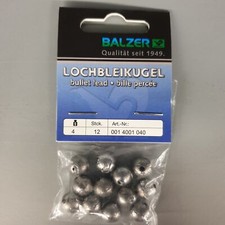 BALZER
Qualität seit 1949.
LOCHBLEIKUGEL
bullet lead • bille percée
Stck. Art.-Nr.:
4 12 001 4001 040